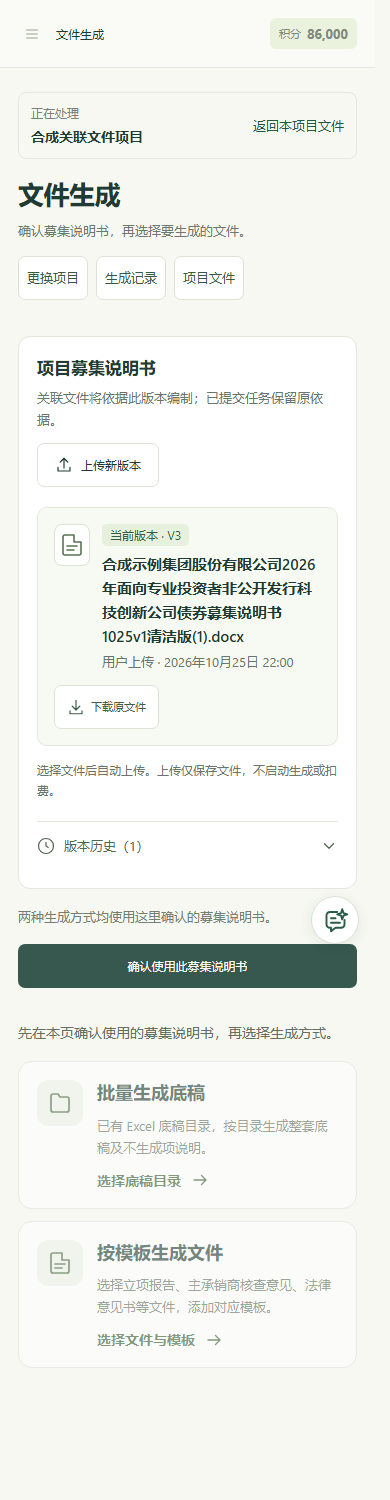 文件生成
积分 86,000
正在处理
合成关联文件项目
返回本项目文件
文件生成
确认募集说明书，再选择要生成的文件。
更换项目
生成记录
项目文件
项目募集说明书
关联文件将依据此版本编制；已提交任务保留原依
据。
上传新版本
当前版本 · V3
合成示例集团股份有限公司2026
年面向专业投资者非公开发行科
技创新公司债券募集说明书
1025v1清洁版(1).docx
用户上传 · 2026年10月25日 22:00
下载原文件
选择文件后自动上传。上传仅保存文件，不启动生成或扣
费。
版本历史（1）
两种生成方式均使用这里确认的募集说明书。
确认使用此募集说明书
先在本页确认使用的募集说明书，再选择生成方式。
批量生成底稿
已有 Excel 底稿目录，按目录生成整套底
稿及不生成项说明。
选择底稿目录
按模板生成文件
选择立项报告、主承销商核查意见、法律
意见书等文件，添加对应模板。
选择文件与模板